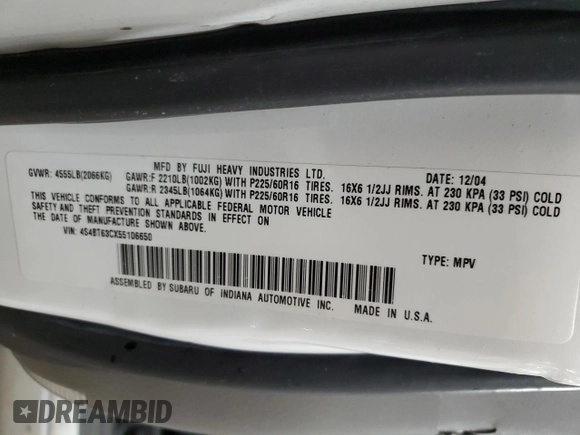 MFD BY FUJI HEAVY INDUSTRIES LTD. DATE: 12/04
GVWR: 4555LB(2066KG) GAWR:F 2210LB(1002KG) WITH P225/60R16 TIRES. 16X6 1/2JJ RIMS. AT 230 KPA (33 PSI) COLD
GAWR:R 2345LB(1064KG) WITH P225/60R16 TIRES. 16X6 1/2JJ RIMS. AT 230 KPA (33 PSI) COLD
THIS VEHICLE CONFORMS TO ALL APPLICABLE FEDERAL MOTOR VEHICLE
SAFETY AND THEFT PREVENTION STANDARDS IN EFFECT ON
THE DATE OF MANUFACTURE SHOWN ABOVE.
VIN: 4S4BT63CX55106650 TYPE: MPV
ASSEMBLED BY SUBARU OF INDIANA AUTOMOTIVE INC. MADE IN U.S.A.
DREAMBID